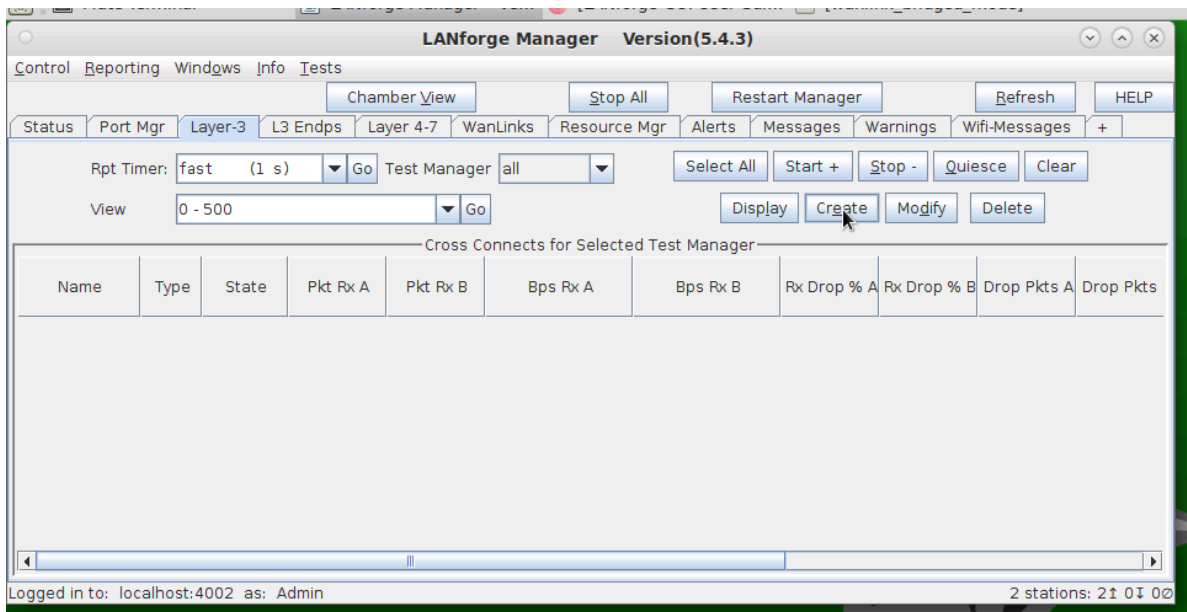 LANforge Manager Version(5.4.3)
Control Reporting Windows Info Tests
Chamber View Stop All Restart Manager Refresh HELP
Status Port Mgr Layer-3 L3 Endps Layer 4-7 WanLinks Resource Mgr Alerts Messages Warnings Wifi-Messages +
Rpt Timer: fast (1 s) Go Test Manager all Select All Start + Stop - Quiesce Clear
View 0 - 500 Go Display Create Modify Delete
Cross Connects for Selected Test Manager
Name Type State Pkt Rx A Pkt Rx B Bps Rx A Bps Rx B Rx Drop % A Rx Drop % B Drop Pkts A Drop Pkts
Logged in to: localhost:4002 as: Admin 2 stations: 2↑ 0↧ 0∅